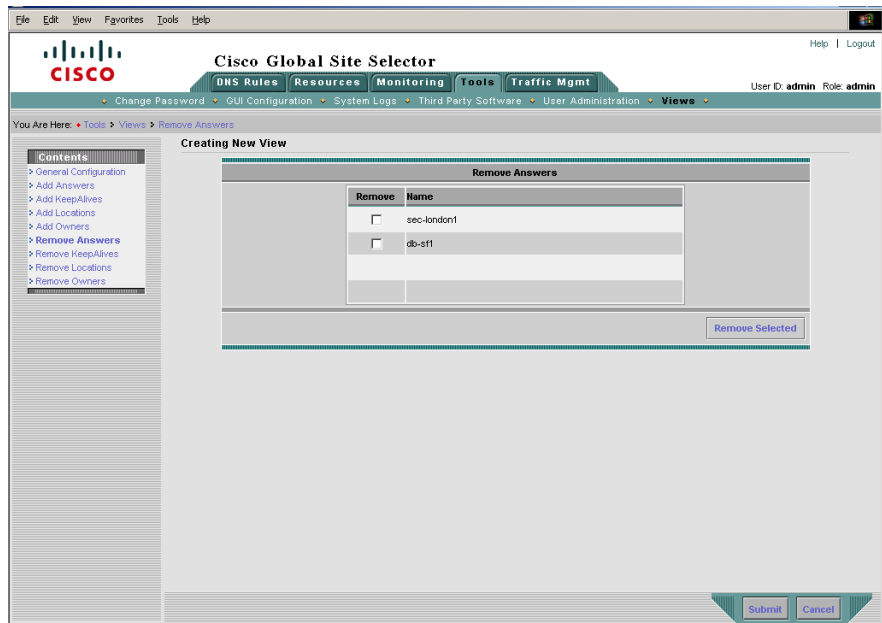 File Edit View Favorites Tools Help
Help | Logout
CISCO
Cisco Global Site Selector
DNS Rules Resources Monitoring Tools Traffic Mgmt
User ID: admin Role: admin
Change Password GUI Configuration System Logs Third Party Software User Administration Views
You Are Here: Tools > Views > Remove Answers
Creating New View
Contents
> General Configuration
> Add Answers
> Add KeepAlives
> Add Locations
> Add Owners
> Remove Answers
> Remove KeepAlives
> Remove Locations
> Remove Owners
Remove Answers
Remove Name
sec-london1
db-sf1
Remove Selected
Submit Cancel